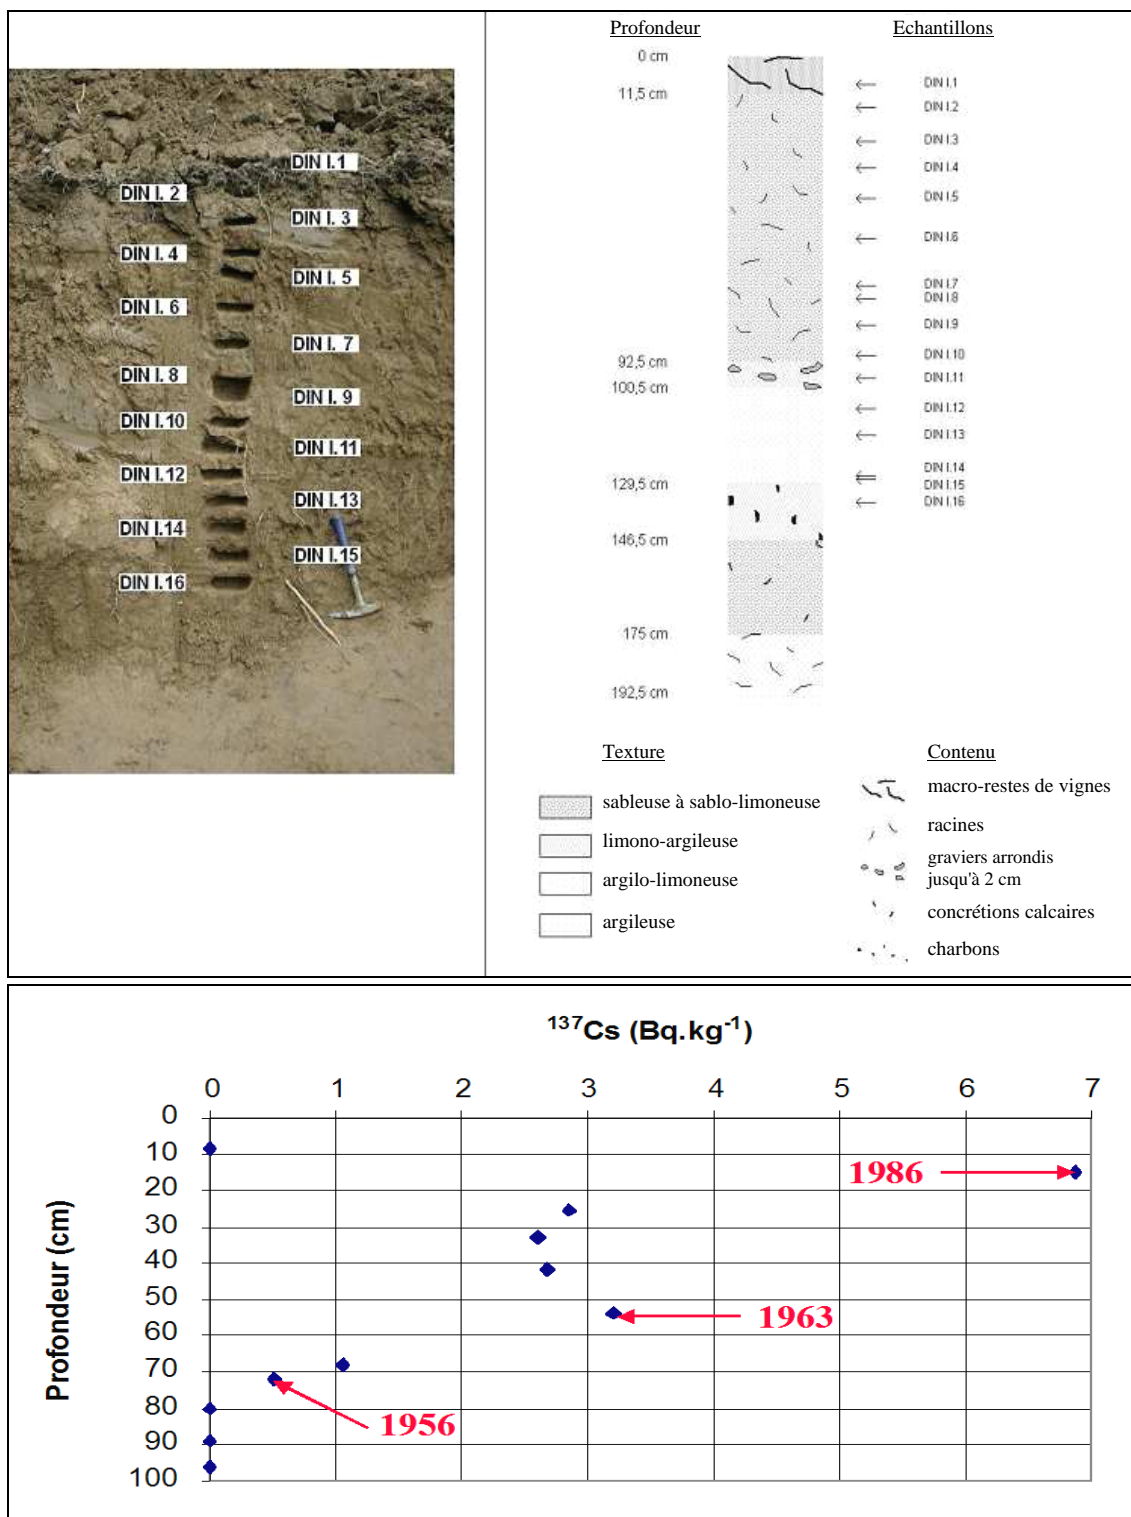 DIN I.1
DIN I. 2
DIN I. 3
DIN I. 4
DIN I. 5
DIN I. 6
DIN I. 7
DIN I. 8
DIN I. 9
DIN I.10
DIN I.11
DIN I.12
DIN I.13
DIN I.14
DIN I.15
DIN I.16
Profondeur
Echantillons
0 cm
11,5 cm
92,5 cm
100,5 cm
129,5 cm
146,5 cm
175 cm
192,5 cm
DIN I.1
DIN I.2
DIN I.3
DIN I.4
DIN I.5
DIN I.6
DIN I.7
DIN I.8
DIN I.9
DIN I.10
DIN I.11
DIN I.12
DIN I.13
DIN I.14
DIN I.15
DIN I.16
Texture
sableuse à sablo-limoneuse
limono-argileuse
argilo-limoneuse
argileuse
Contenu
macro-restes de vignes
racines
graviers arrondis
jusqu'à 2 cm
concrétions calcaires
charbons
¹³⁷Cs (Bq.kg⁻¹)
0 1 2 3 4 5 6 7
Profondeur (cm)
0
10
20
30
40
50
60
70
80
90
100
1986
1963
1956